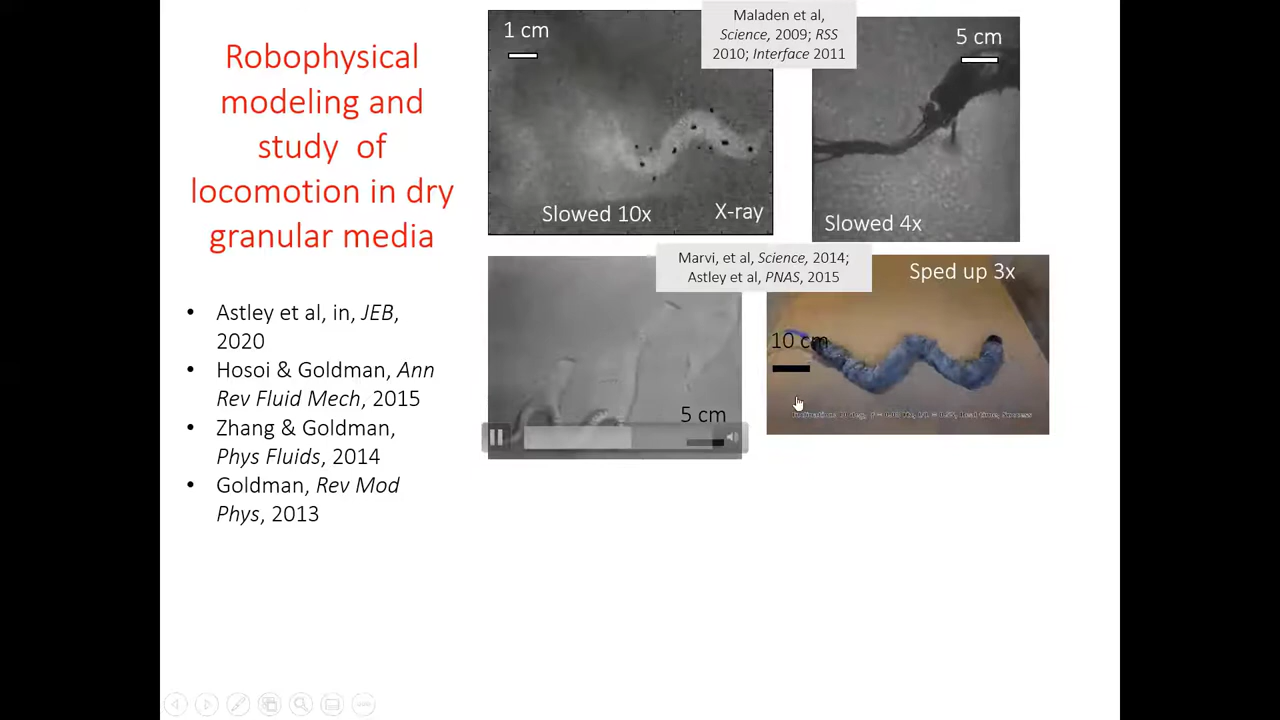 Robophysical
modeling and
study of
locomotion in dry
granular media
• Astley et al, in, JEB,
2020
• Hosoi & Goldman, Ann
Rev Fluid Mech, 2015
• Zhang & Goldman,
Phys Fluids, 2014
• Goldman, Rev Mod
Phys, 2013
1 cm
Slowed 10x
X-ray
Maladen et al,
Science, 2009; RSS
2010; Interface 2011
5 cm
Slowed 4x
Marvi, et al, Science, 2014;
Astley et al, PNAS, 2015
5 cm
Sped up 3x
10 cm